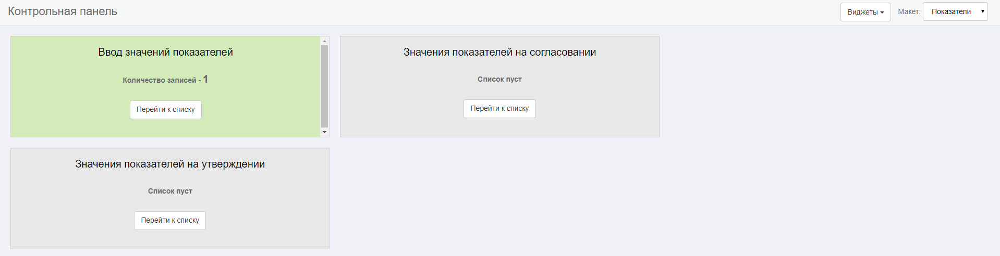 Контрольная панель
Виджеты
Макет: Показатели
Ввод значений показателей
Количество записей - 1
Перейти к списку
Значения показателей на согласовании
Список пуст
Перейти к списку
Значения показателей на утверждении
Список пуст
Перейти к списку